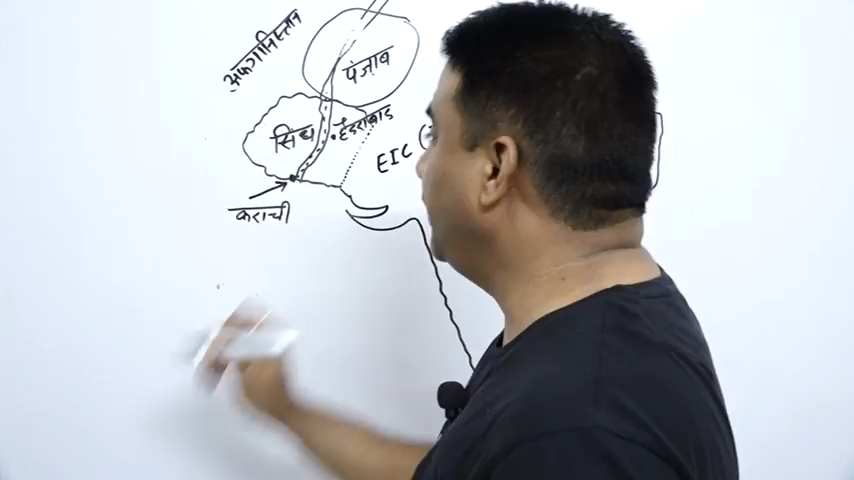 अफगानिस्तान
पंजाब
सिंध
हैदराबाद
EIC
कराची